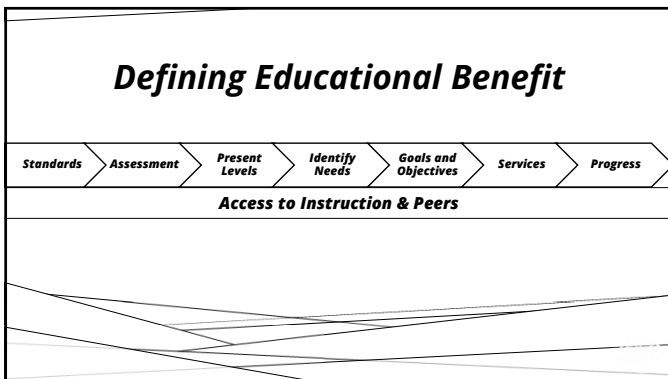 Defining Educational Benefit
Standards
Assessment
Present
Levels
Identify
Needs
Goals and
Objectives
Services
Progress
Access to Instruction & Peers